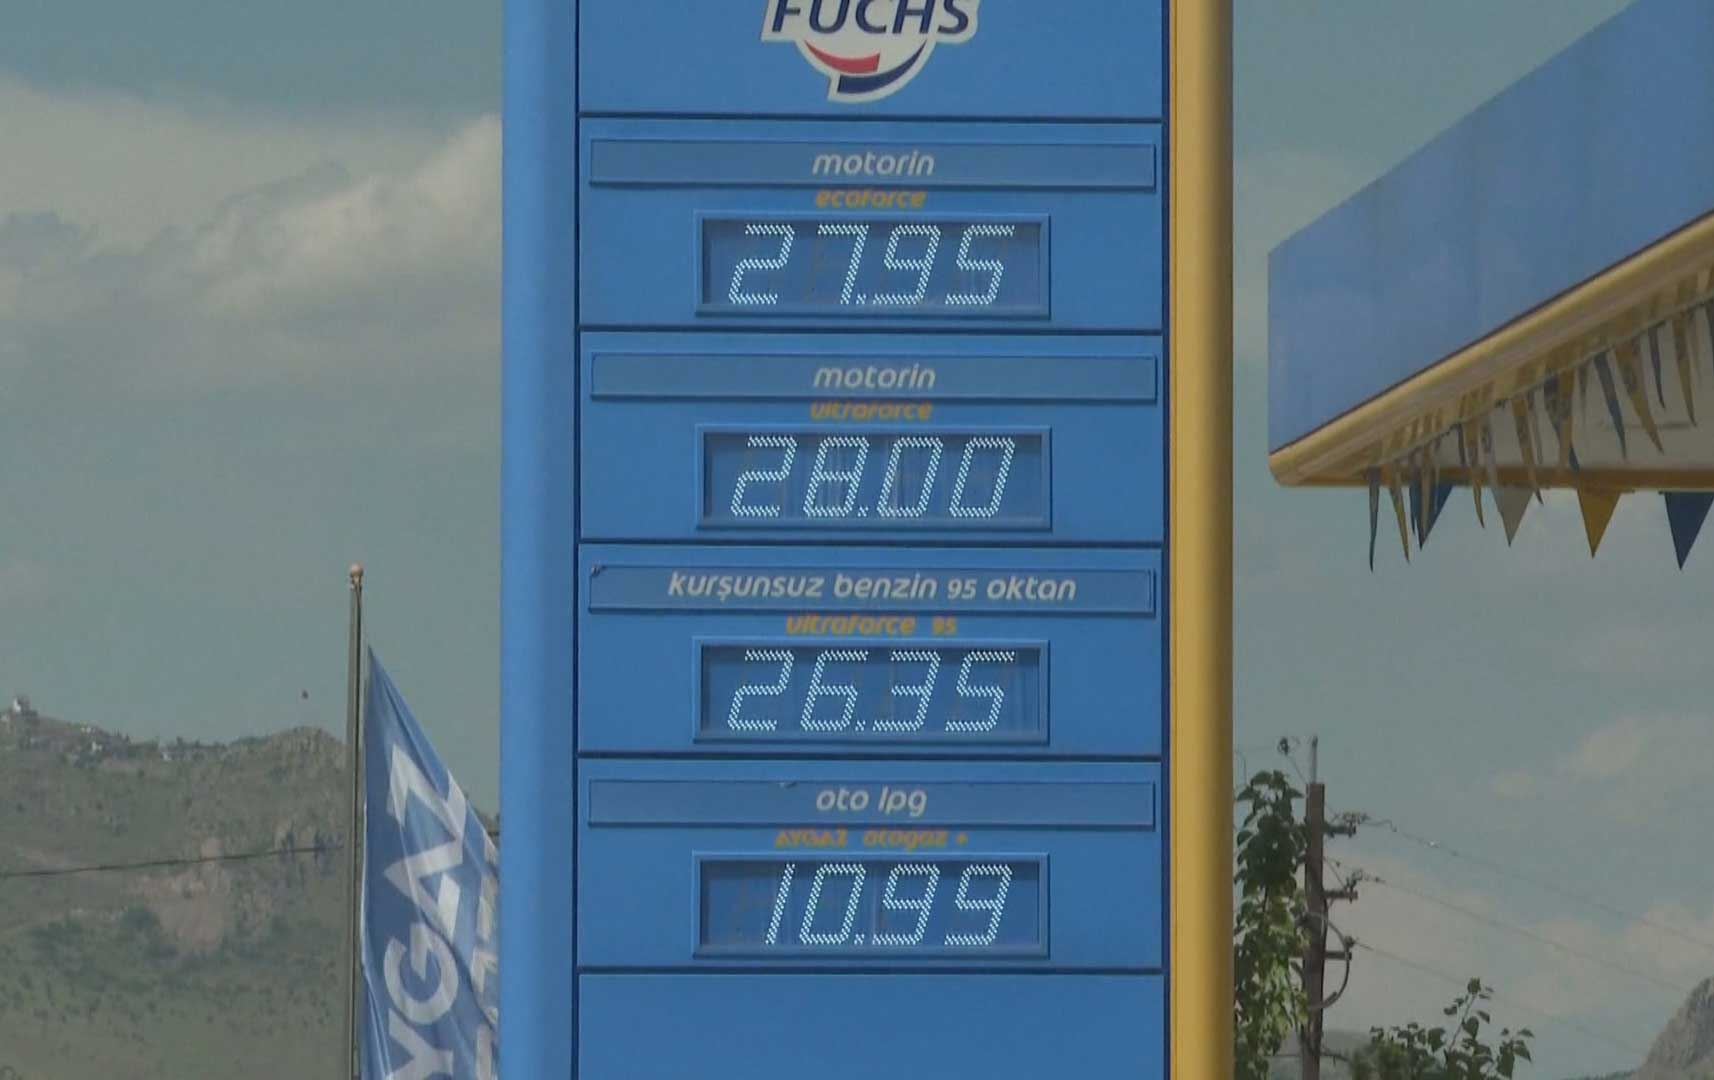 FUCHS
motorin
ecoforce
27.95
motorin
ultraforce
28.00
kurşunsuz benzin 95 oktan
ultraforce 95
26.35
oto lpg
AYGAZ otogaz +
10.99
AYGAZ